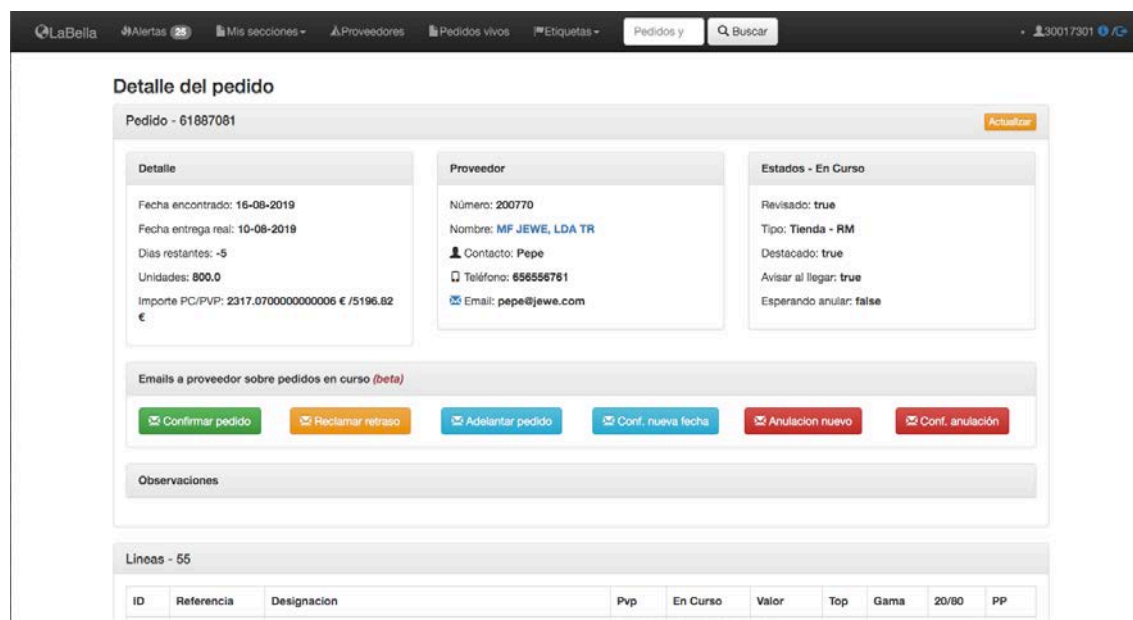 LaBella Alertas 25 Mis secciones Proveedores Pedidos vivos Etiquetas Pedidos y Buscar 30017301
Detalle del pedido
Pedido - 61887081 Actualizar
Detalle
Fecha encontrado: 16-08-2019
Fecha entrega real: 10-08-2019
Dias restantes: -5
Unidades: 800.0
Importe PC/PVP: 2317.0700000000006 € /5196.82
€
Proveedor
Número: 200770
Nombre: MF JEWE, LDA TR
Contacto: Pepe
Teléfono: 656556761
Email: pepe@jewe.com
Estados - En Curso
Revisado: true
Tipo: Tienda - RM
Destacado: true
Avisar al llegar: true
Esperando anular: false
Emails a proveedor sobre pedidos en curso (beta)
Confirmar pedido Reclamar retraso Adelantar pedido Conf. nueva fecha Anulacion nuevo Conf. anulación
Observaciones
Lineas - 55
ID Referencia Designacion Pvp En Curso Valor Top Gama 20/80 PP